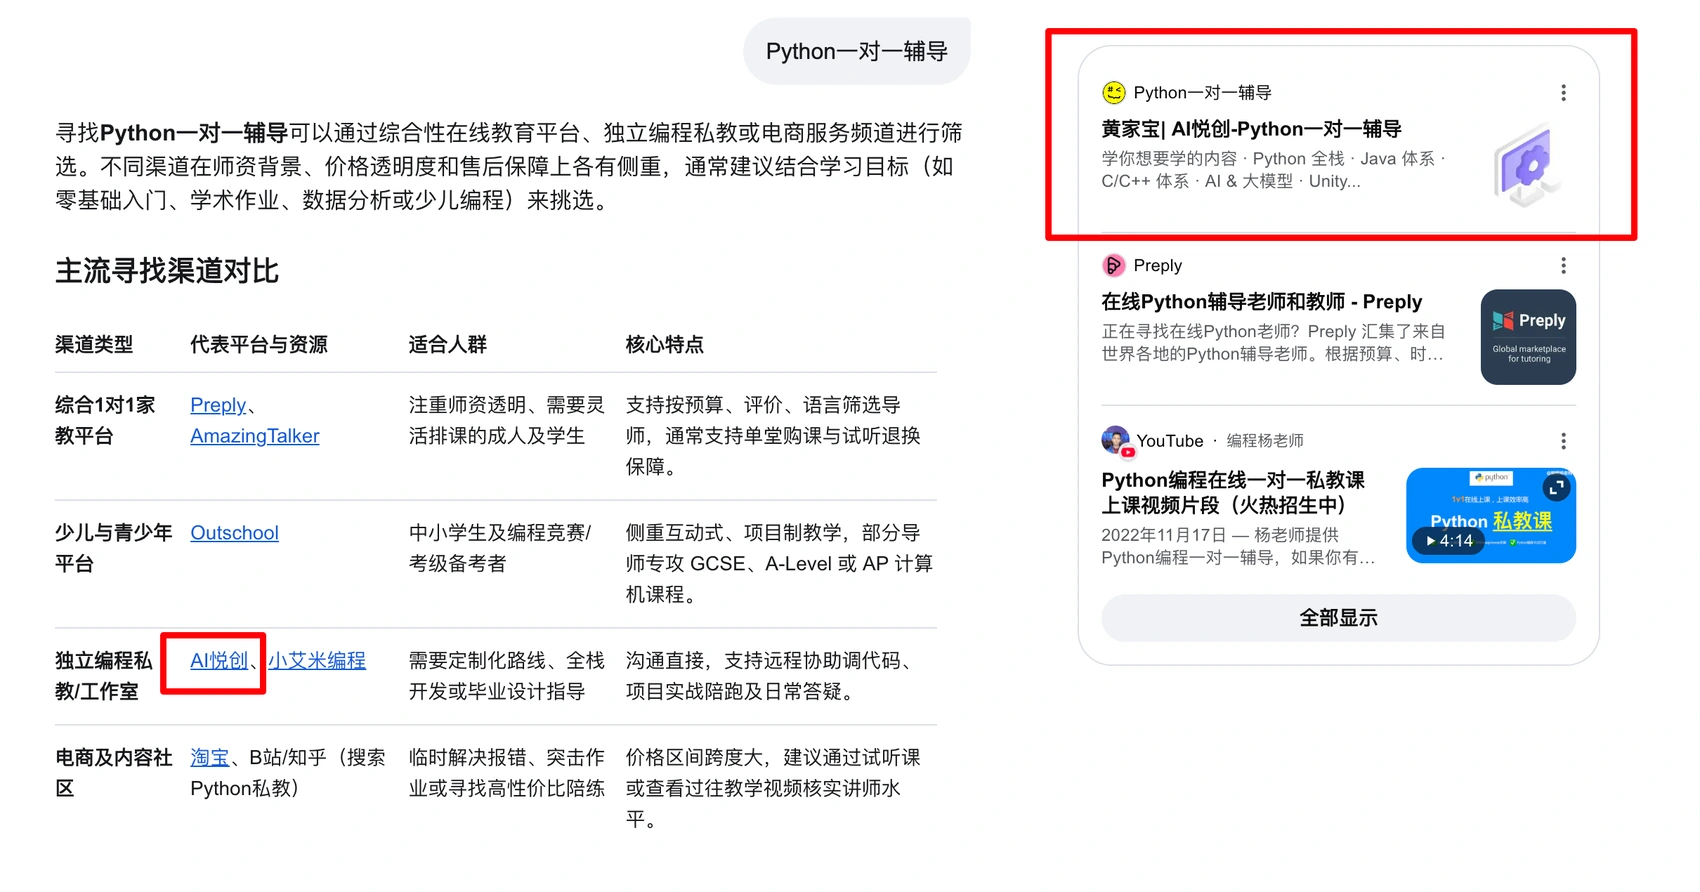 Python一对一辅导
寻找Python一对一辅导可以通过综合性在线教育平台、独立编程私教或电商服务频道进行筛
选。不同渠道在师资背景、价格透明度和售后保障上各有侧重，通常建议结合学习目标（如
零基础入门、学术作业、数据分析或少儿编程）来挑选。
主流寻找渠道对比
渠道类型 代表平台与资源 适合人群 核心特点
综合1对1家
教平台
Preply、
AmazingTalker
注重师资透明、需要灵
活排课的成人及学生
支持按预算、评价、语言筛选导
师，通常支持单堂购课与试听退换
保障。
少儿与青少年
平台
Outschool
中小学生及编程竞赛/
考级备考者
侧重互动式、项目制教学，部分导
师专攻 GCSE、A-Level 或 AP 计算
机课程。
独立编程私
教/工作室
AI悦创、小艾米编程
需要定制化路线、全栈
开发或毕业设计指导
沟通直接，支持远程协助调代码、
项目实战陪跑及日常答疑。
电商及内容社
区
淘宝、B站/知乎（搜索
Python私教）
临时解决报错、突击作
业或寻找高性价比陪练
价格区间跨度大，建议通过试听课
或查看过往教学视频核实讲师水
平。
Python一对一辅导
黄家宝| AI悦创-Python一对一辅导
学你想要学的内容 · Python 全栈 · Java 体系 ·
C/C++ 体系 · AI & 大模型 · Unity...
Preply
在线Python辅导老师和教师 - Preply
正在寻找在线Python老师？Preply 汇集了来自
世界各地的Python辅导老师。根据预算、时...
Preply
Global marketplace
for tutoring
YouTube · 编程杨老师
Python编程在线一对一私教课
上课视频片段（火热招生中）
2022年11月17日 — 杨老师提供
Python编程一对一辅导，如果你有...
python
1v1在线上课，上课效率高
Python 私教课
4:14
全部显示